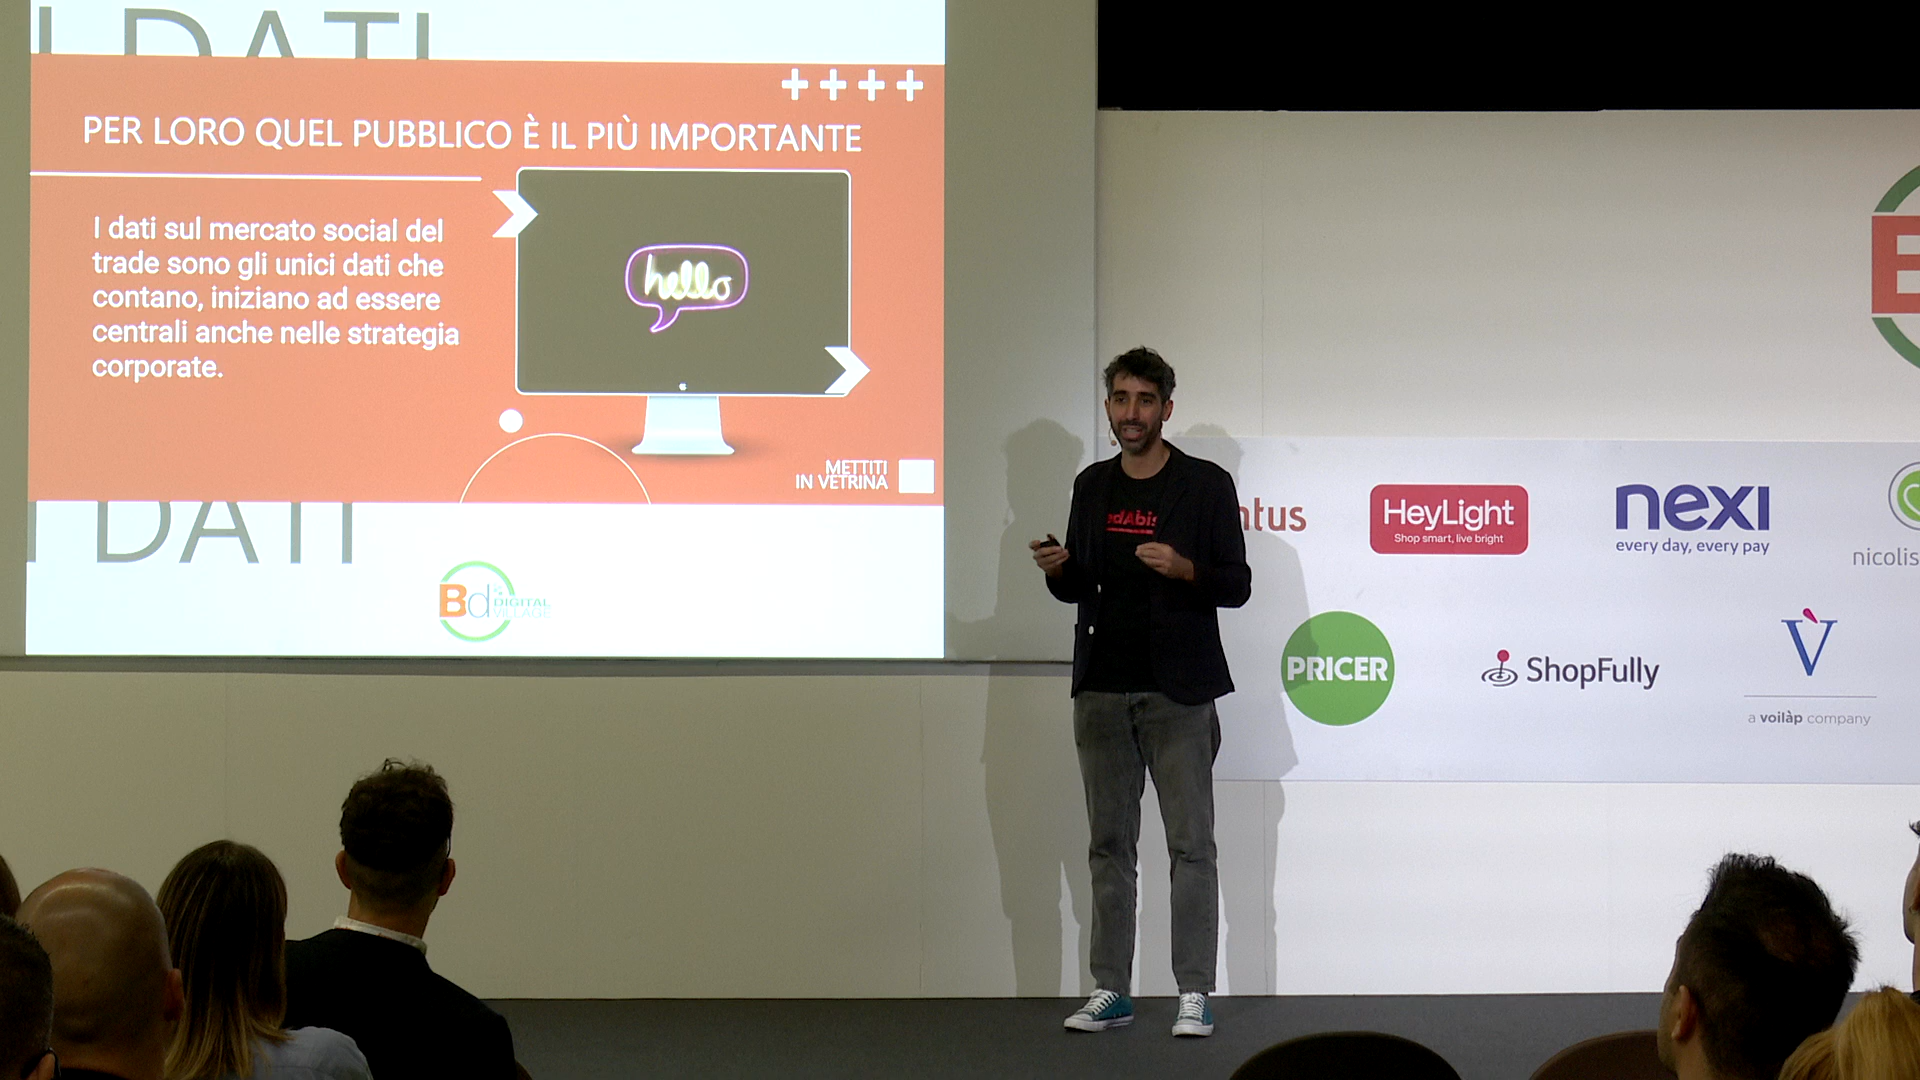 I DATI
++++
PER LORO QUEL PUBBLICO È IL PIÙ IMPORTANTE
I dati sul mercato social del
trade sono gli unici dati che
contano, iniziano ad essere
centrali anche nelle strategia
corporate.
hello
METTITI
IN VETRINA
I DATI
Bd
DIGITAL
VILLAGE
HeyLight
Shop smart, live bright
nexi
every day, every pay
PRICER
ShopFully
V̀
a voilàp company